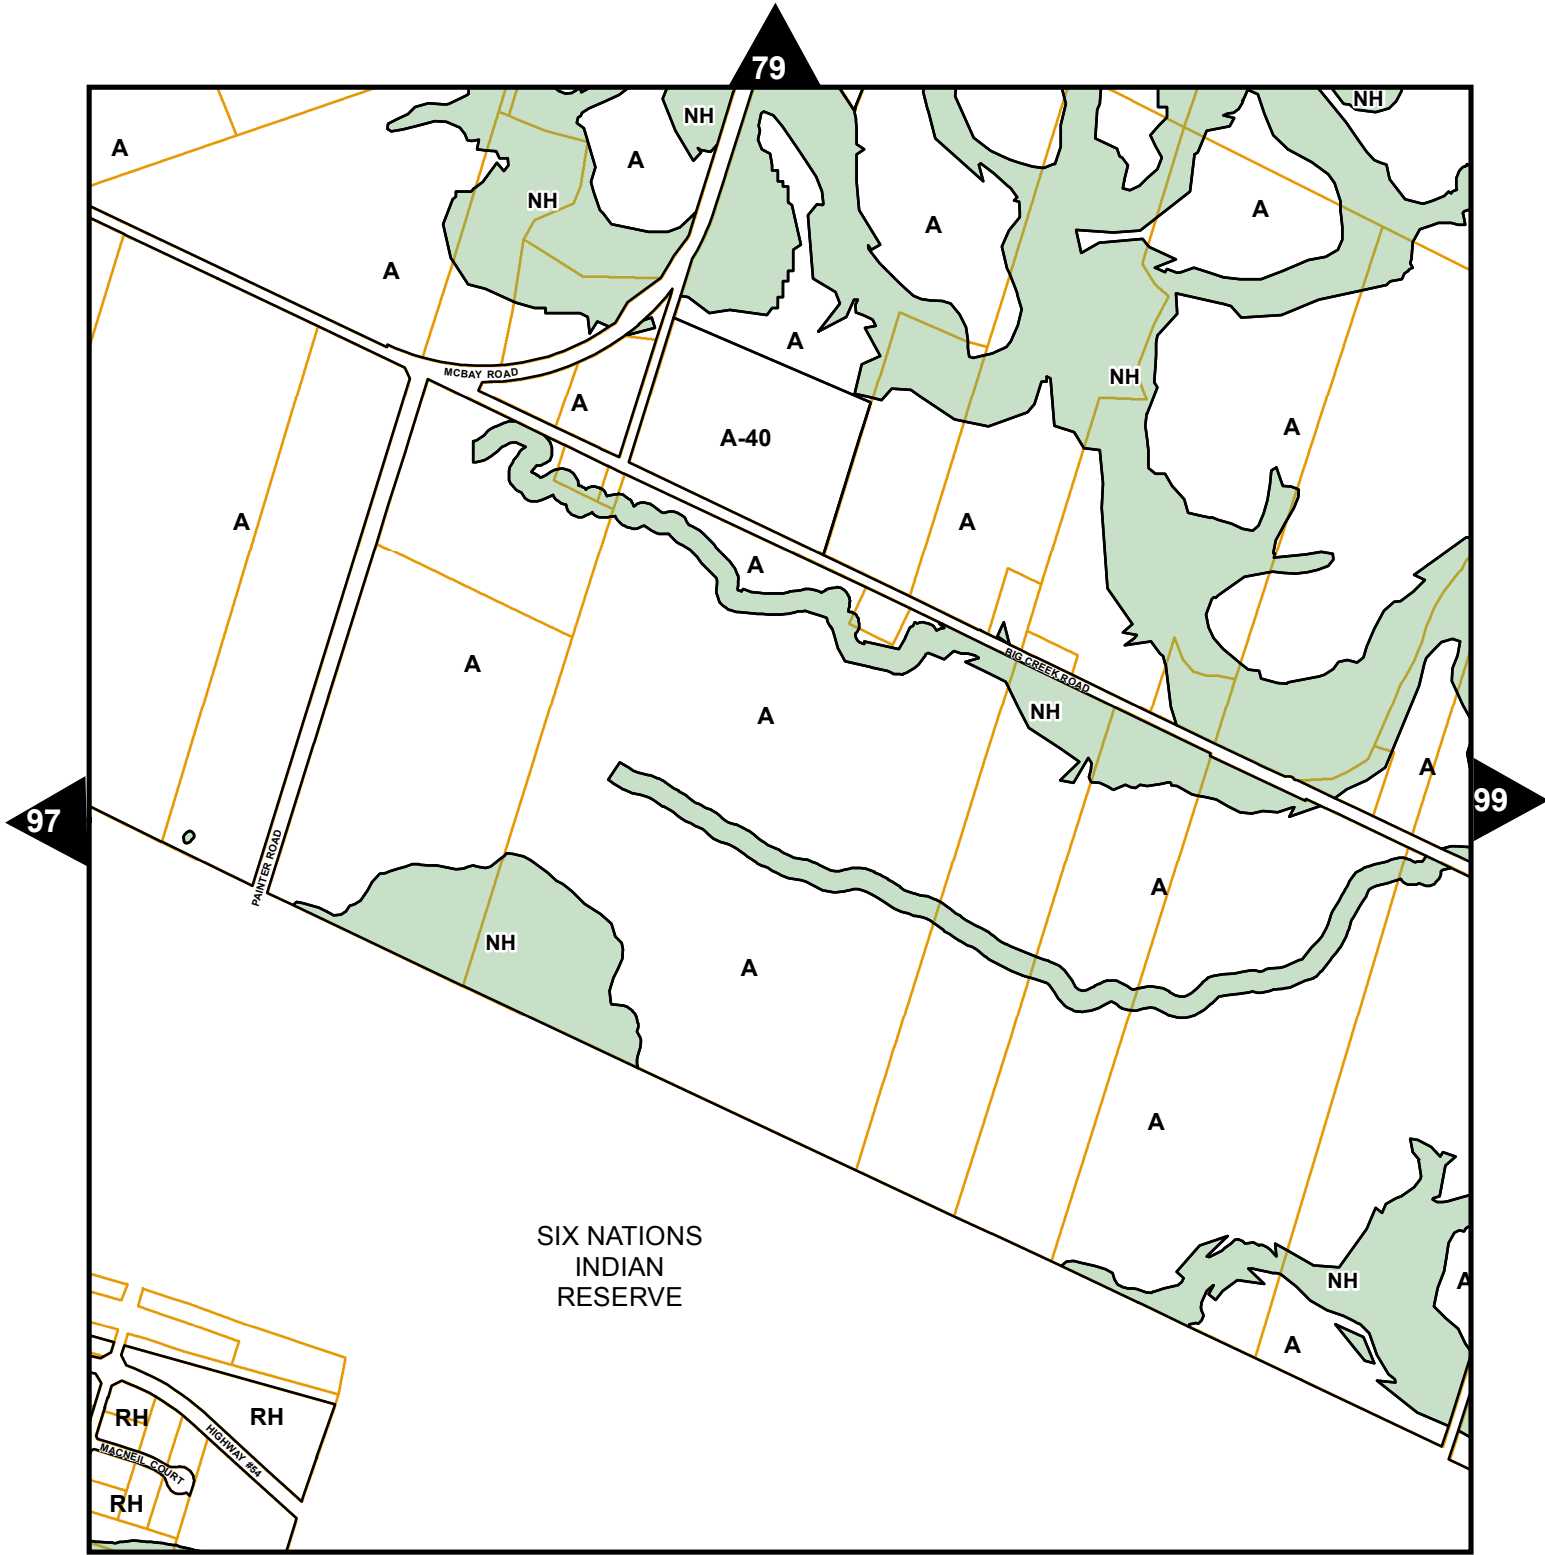 79
NH
NH
A
A
NH
A
A
A
A
NH
MCBAY ROAD
A
A-40
A
A
A
A
A
BIG CREEK ROAD
NH
A
A
97
99
PAINTER ROAD
A
NH
A
A
SIX NATIONS
INDIAN
RESERVE
NH
A
A
RH
RH
HIGHWAY #54
MACNEIL COURT
RH